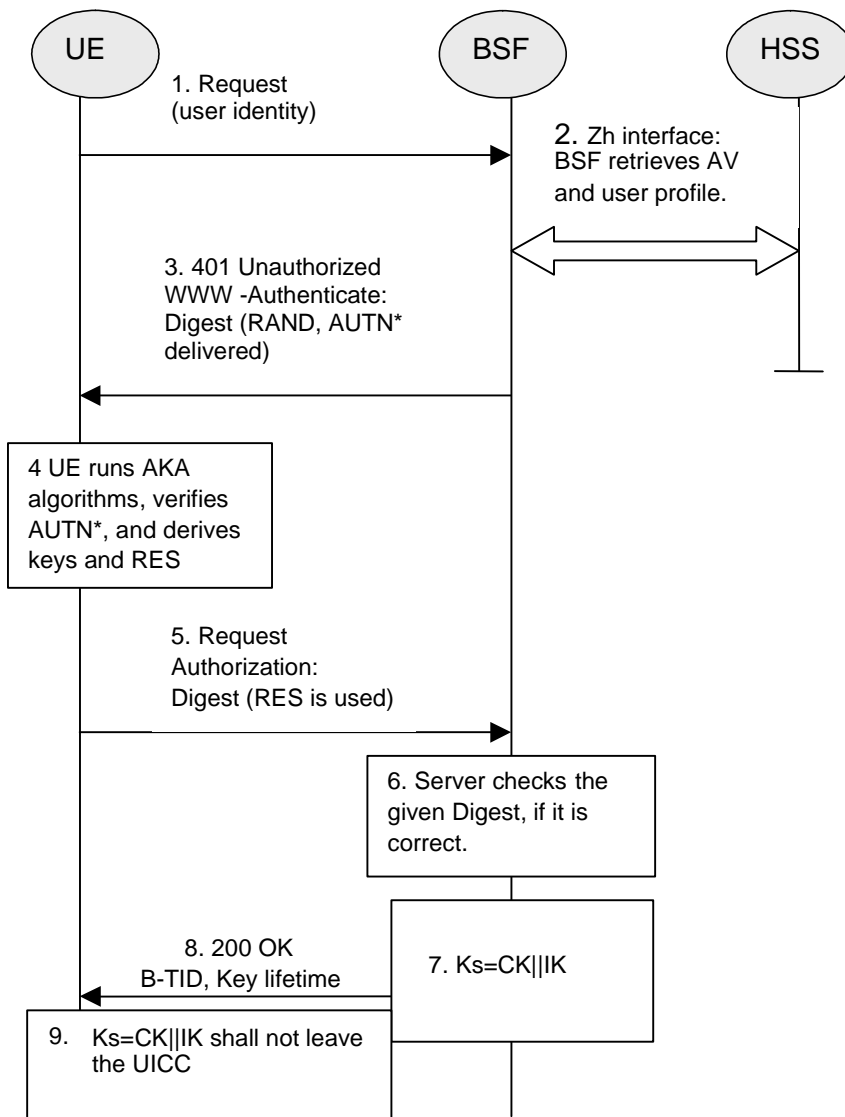 UE
BSF
HSS
1. Request
(user identity)
2. Zh interface:
BSF retrieves AV
and user profile.
3. 401 Unauthorized
WWW -Authenticate:
Digest (RAND, AUTN*
delivered)
4 UE runs AKA
algorithms, verifies
AUTN*, and derives
keys and RES
5. Request
Authorization:
Digest (RES is used)
6. Server checks the
given Digest, if it is
correct.
7. Ks=CK||IK
8. 200 OK
B-TID, Key lifetime
9. Ks=CK||IK shall not leave
the UICC